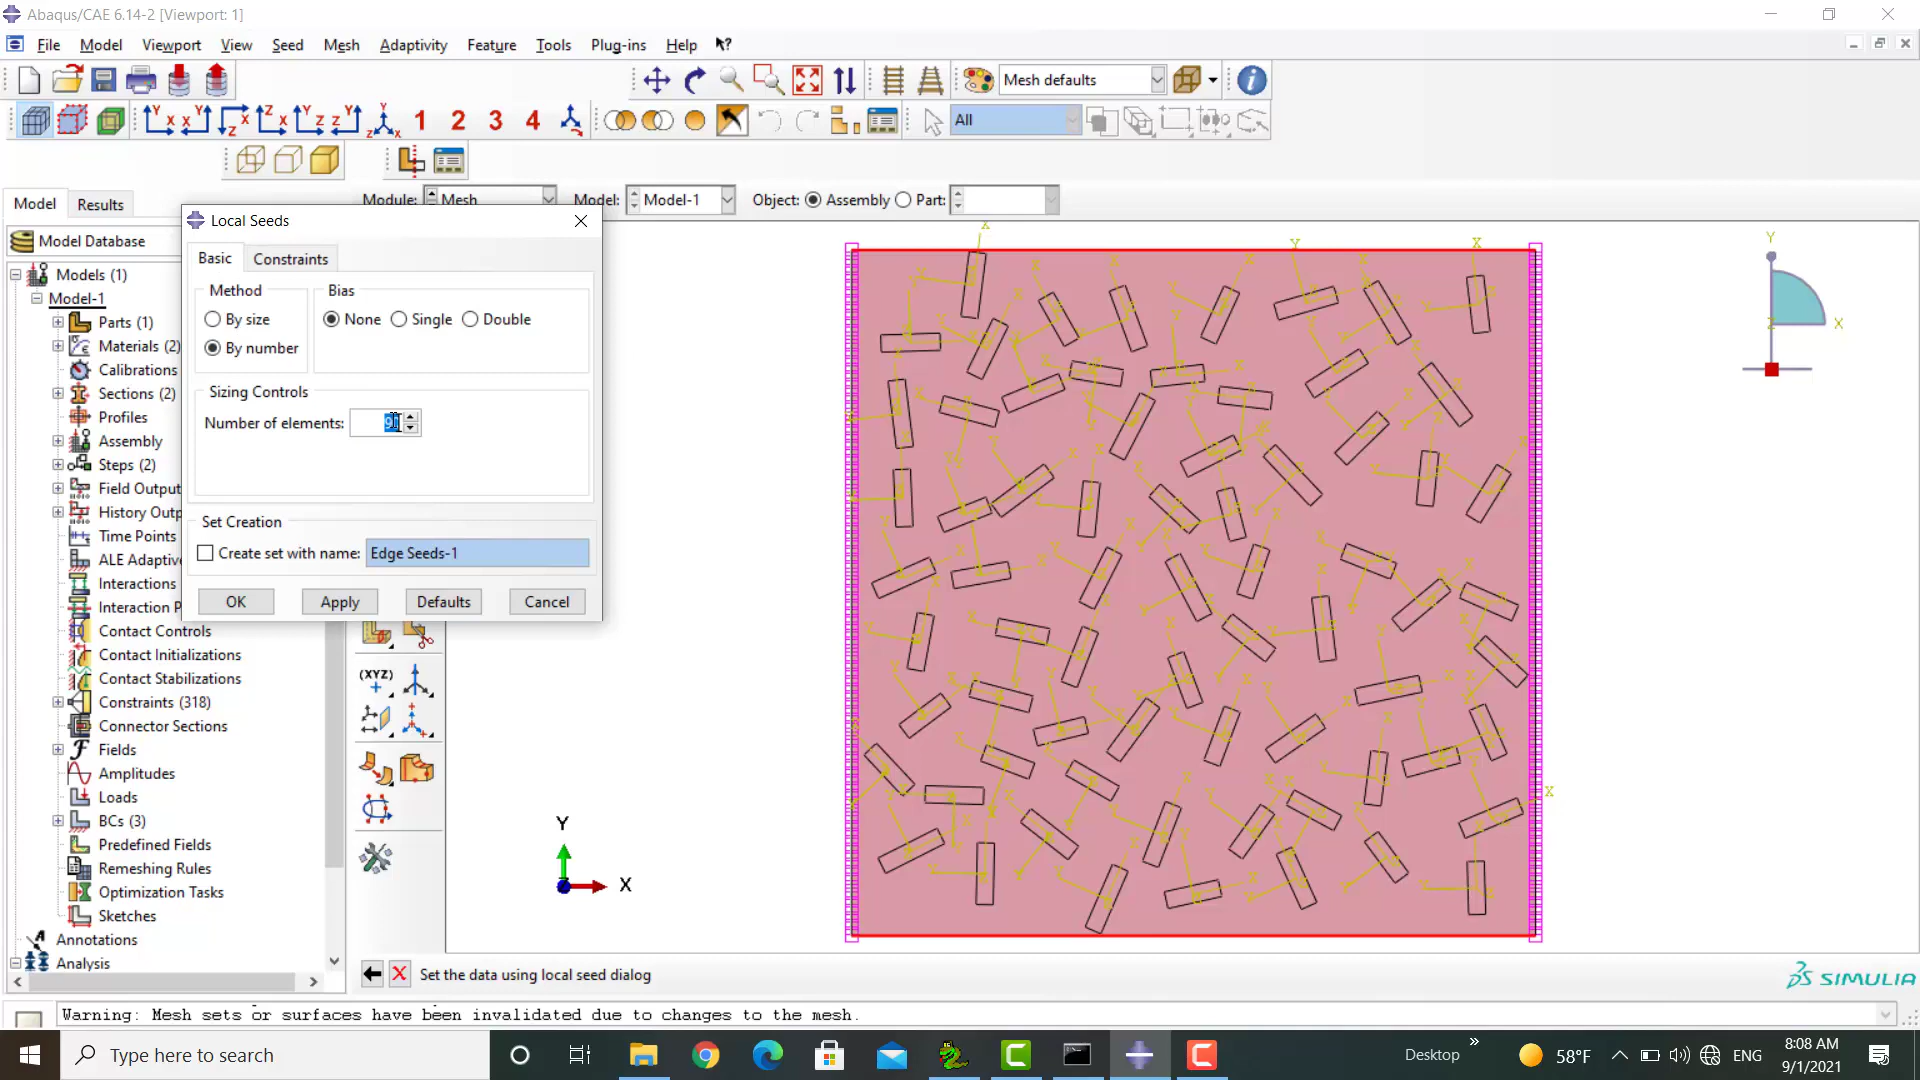 Abaqus/CAE 6.14-2 [Viewport: 1]
File Model Viewport View Seed Mesh Adaptivity Feature Tools Plug-ins Help
Mesh defaults
1 2 3 4
All
Model Results
Module: Mesh Model: Model-1 Object: Assembly Part:
Model Database
Models (1)
Model-1
Parts (1)
Materials (2)
Calibrations
Sections (2)
Profiles
Assembly
Steps (2)
Field Output
History Outp
Time Points
ALE Adaptive
Interactions
Interaction P
Contact Controls
Contact Initializations
Contact Stabilizations
Constraints (318)
Connector Sections
Fields
Amplitudes
Loads
BCs (3)
Predefined Fields
Remeshing Rules
Optimization Tasks
Sketches
Annotations
Analysis
Local Seeds
Basic Constraints
Method
By size
By number
Bias
None Single Double
Sizing Controls
Number of elements:
Set Creation
Create set with name: Edge Seeds-1
OK Apply Defaults Cancel
(XYZ)
Y
X
Y
X
Z
Set the data using local seed dialog
SIMULIA
Warning: Mesh sets or surfaces have been invalidated due to changes to the mesh.
Type here to search
Desktop
58°F
ENG
8:08 AM
9/1/2021